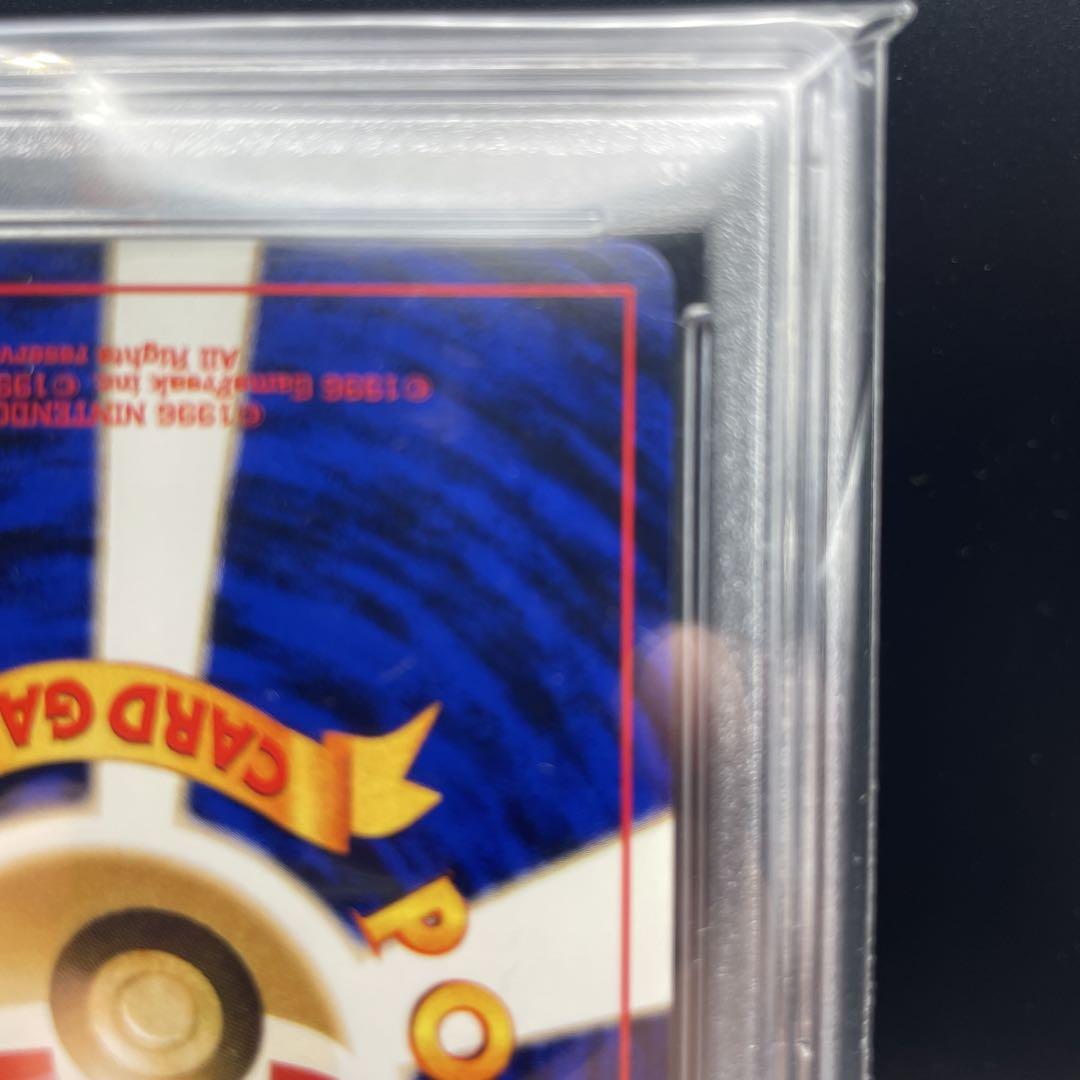 PO
CARD GA
©1996 NINTENDO
©1996 GameFreak inc. ©199
All Rights reserv